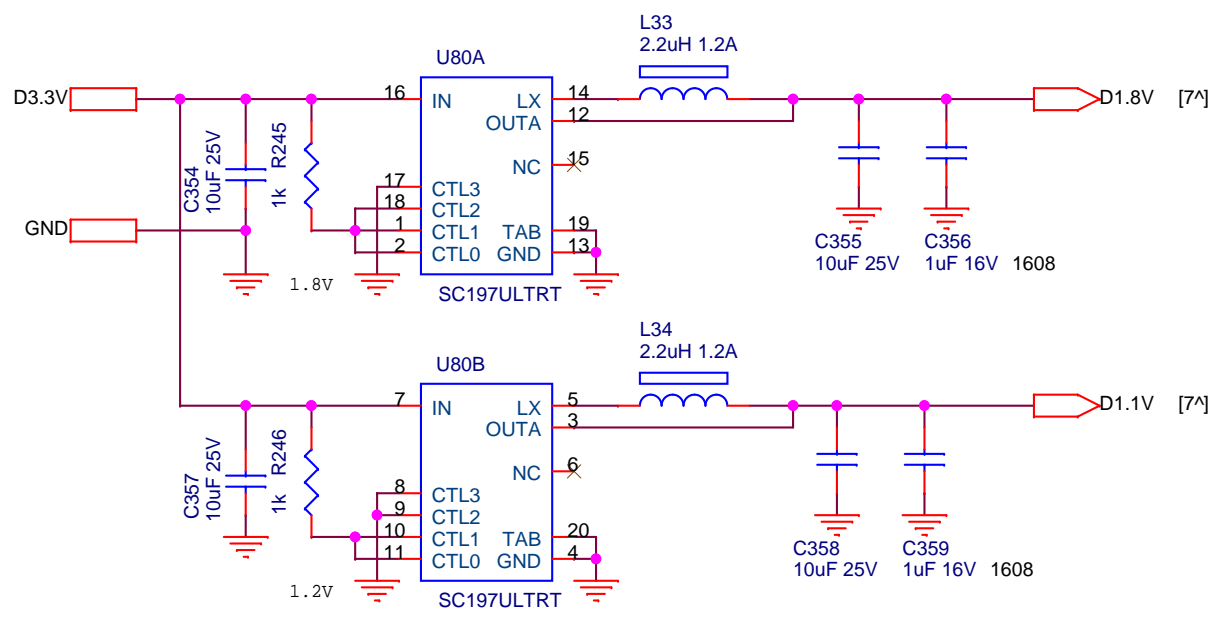 L33
2.2uH 1.2A
U80A
D3.3V
16
IN
LX
14
D1.8V
[7^]
OUTA
12
C354
10uF 25V
R245
1k
NC
15
17
CTL3
18
CTL2
GND
1
CTL1
TAB
19
2
CTL0
GND
13
C355
10uF 25V
C356
1uF 16V
1608
1.8V
SC197ULTRT
L34
2.2uH 1.2A
U80B
7
IN
LX
5
D1.1V
[7^]
OUTA
3
C357
10uF 25V
R246
1k
NC
6
8
CTL3
9
CTL2
10
CTL1
TAB
20
11
CTL0
GND
4
C358
10uF 25V
C359
1uF 16V
1608
1.2V
SC197ULTRT